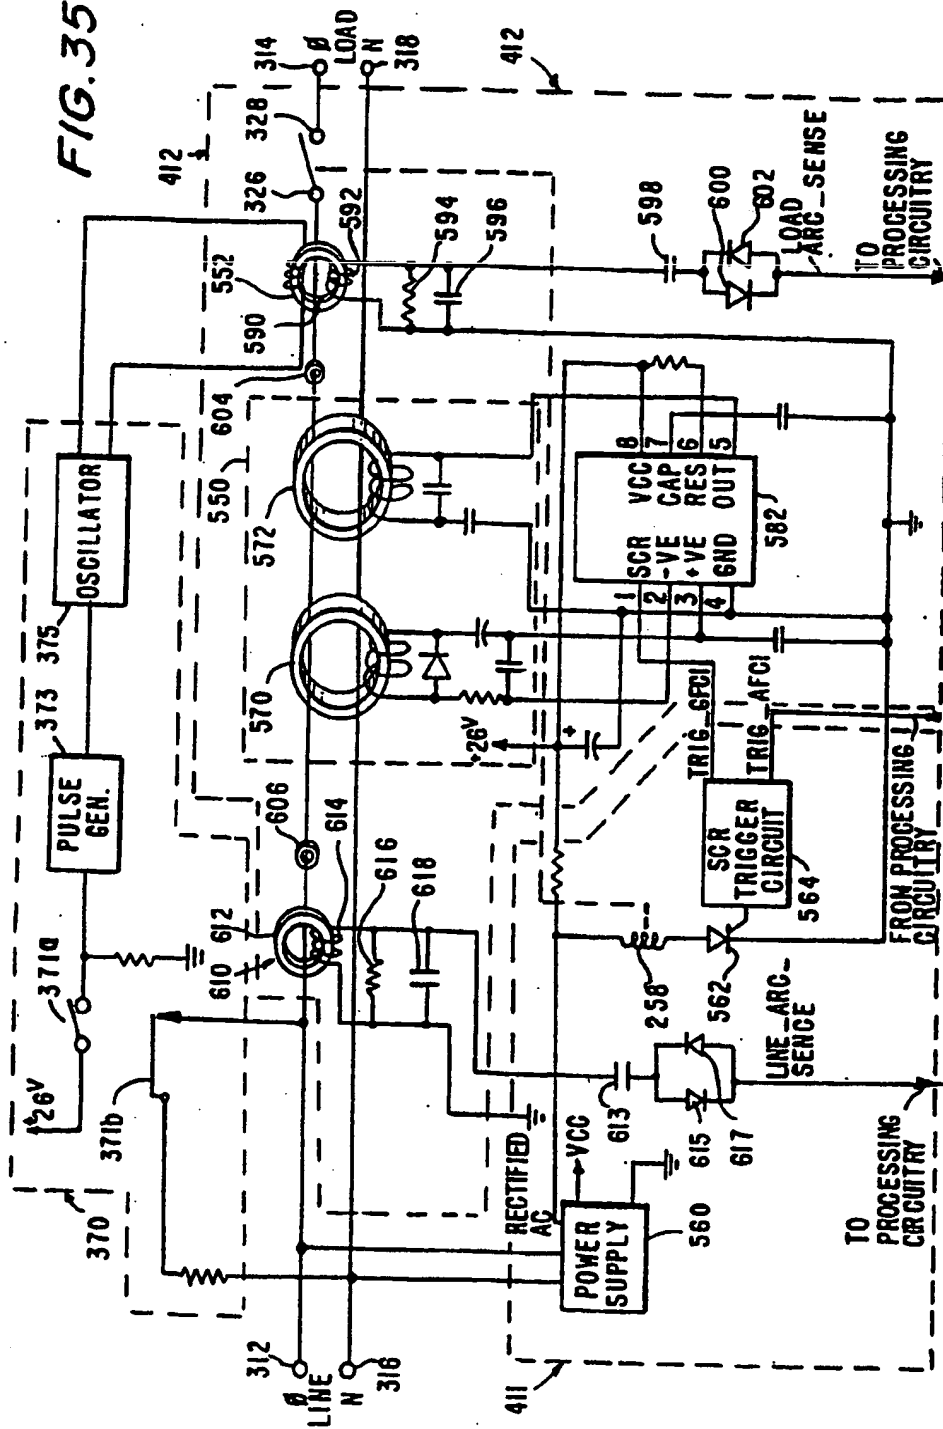 FIG. 35
412
314
Ø
LOAD
N
318
412
328
326
592
594
596
598
600
602
LOAD
ARC_SENSE
TO
PROCESSING
CIRCUITRY
552
590
604
OSCILLATOR
375
550
572
8
7
6
5
VCC
CAP
RES
OUT
SCR
-VE
+VE
GND
1
2
3
4
582
373
PULSE
GEN.
570
+26V
+
TRIG_GFCI
TRIG_AFCI
SCR
TRIGGER
CIRCUIT
564
FROM PROCESSING
CIRCUITRY
606
614
616
618
612
610
371a
+26V
371b
258
562
LINE_ARC_
SENCE
613
615
617
370
RECTIFIED
AC
VCC
POWER
SUPPLY
560
TO
PROCESSING
CIRCUITRY
312
Ø
LINE
N
316
411